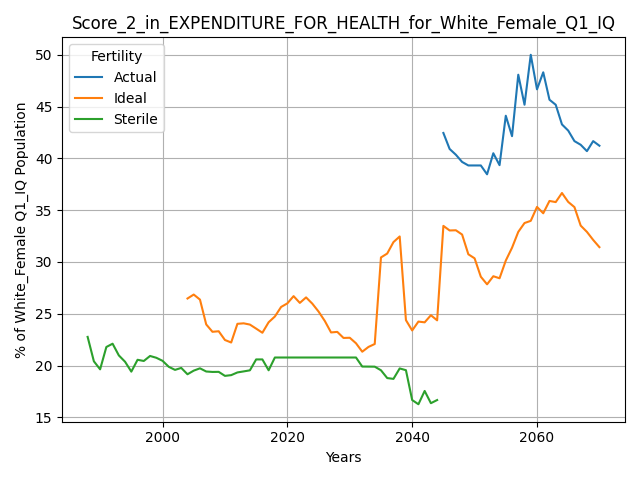 Score_2_in_EXPENDITURE_FOR_HEALTH_for_White_Female_Q1_IQ
Fertility
Actual
Ideal
Sterile
% of White_Female Q1_IQ Population
50
45
40
35
30
25
20
15
2000
2020
2040
2060
Years